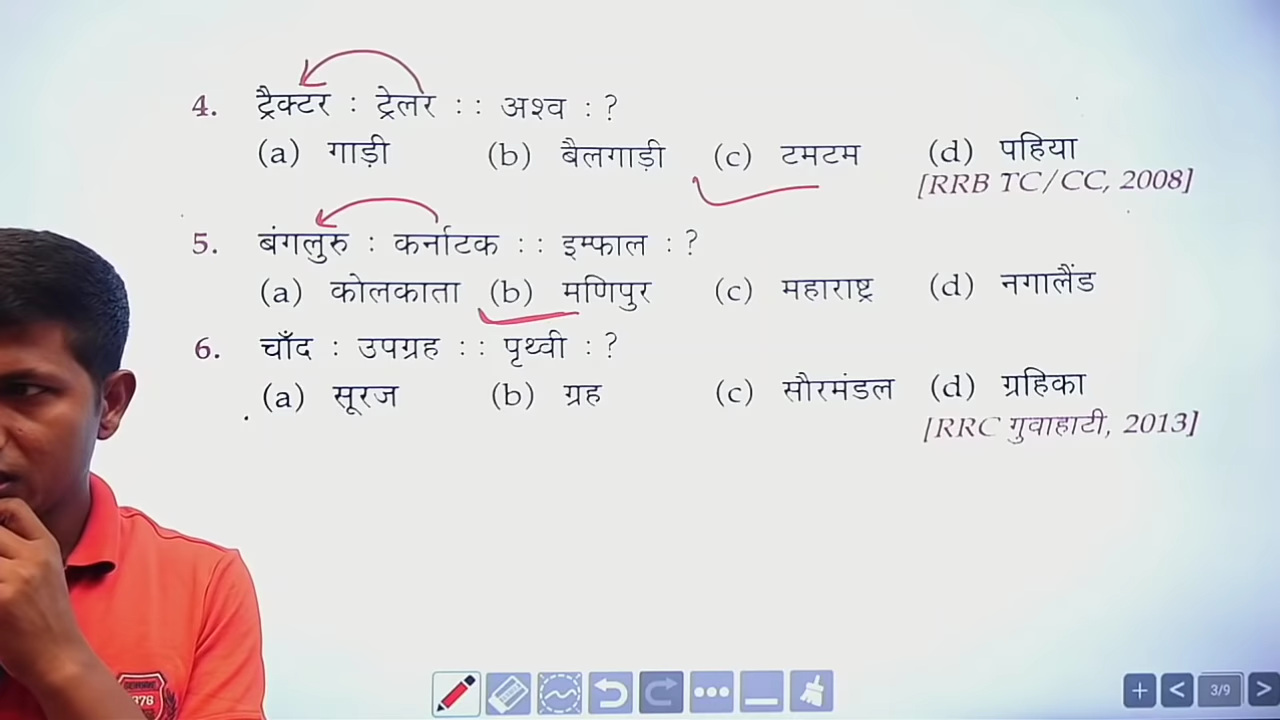 4. ट्रैक्टर : ट्रेलर : : अश्व : ?
(a) गाड़ी (b) बैलगाड़ी (c) टमटम (d) पहिया
[RRB TC/CC, 2008]
5. बंगलुरु : कर्नाटक : : इम्फाल : ?
(a) कोलकाता (b) मणिपुर (c) महाराष्ट्र (d) नगालैंड
6. चाँद : उपग्रह : : पृथ्वी : ?
(a) सूरज (b) ग्रह (c) सौरमंडल (d) ग्रहिका
[RRC गुवाहाटी, 2013]
3/9